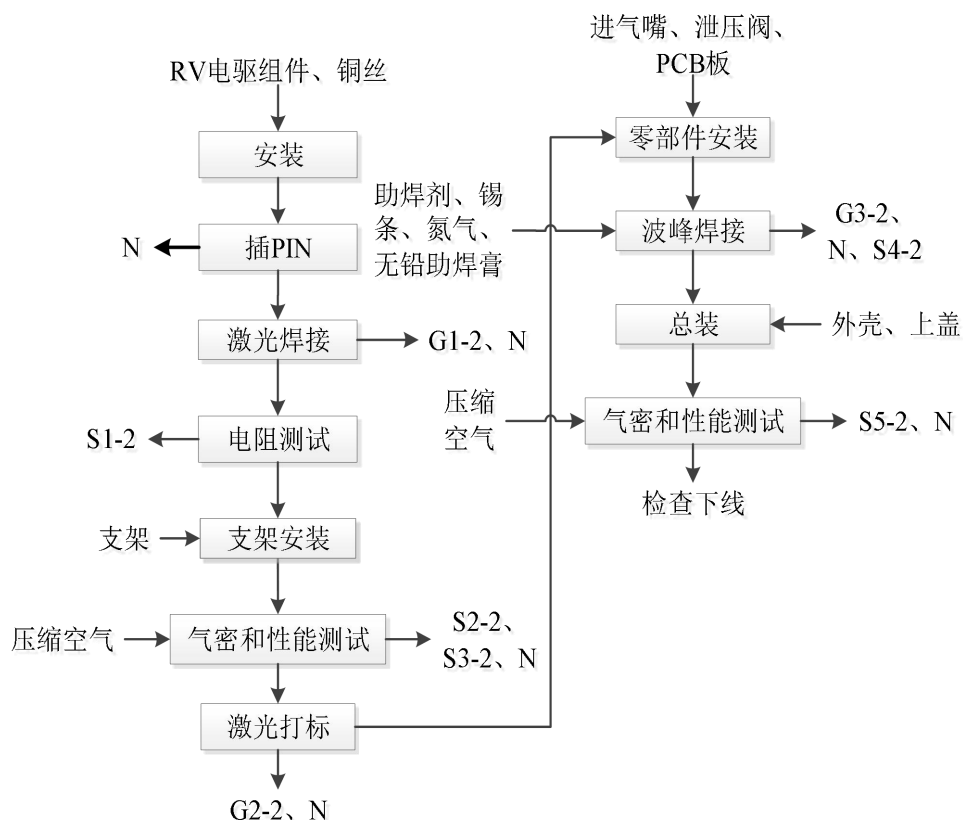 RV电驱组件、铜丝
安装
插PIN
N
激光焊接
G1-2、N
电阻测试
S1-2
支架
支架安装
压缩空气
气密和性能测试
S2-2、
S3-2、N
激光打标
G2-2、N
进气嘴、泄压阀、
PCB板
零部件安装
助焊剂、锡
条、氮气、
无铅助焊膏
波峰焊接
G3-2、
N、S4-2
总装
外壳、上盖
压缩
空气
气密和性能测试
S5-2、N
检查下线